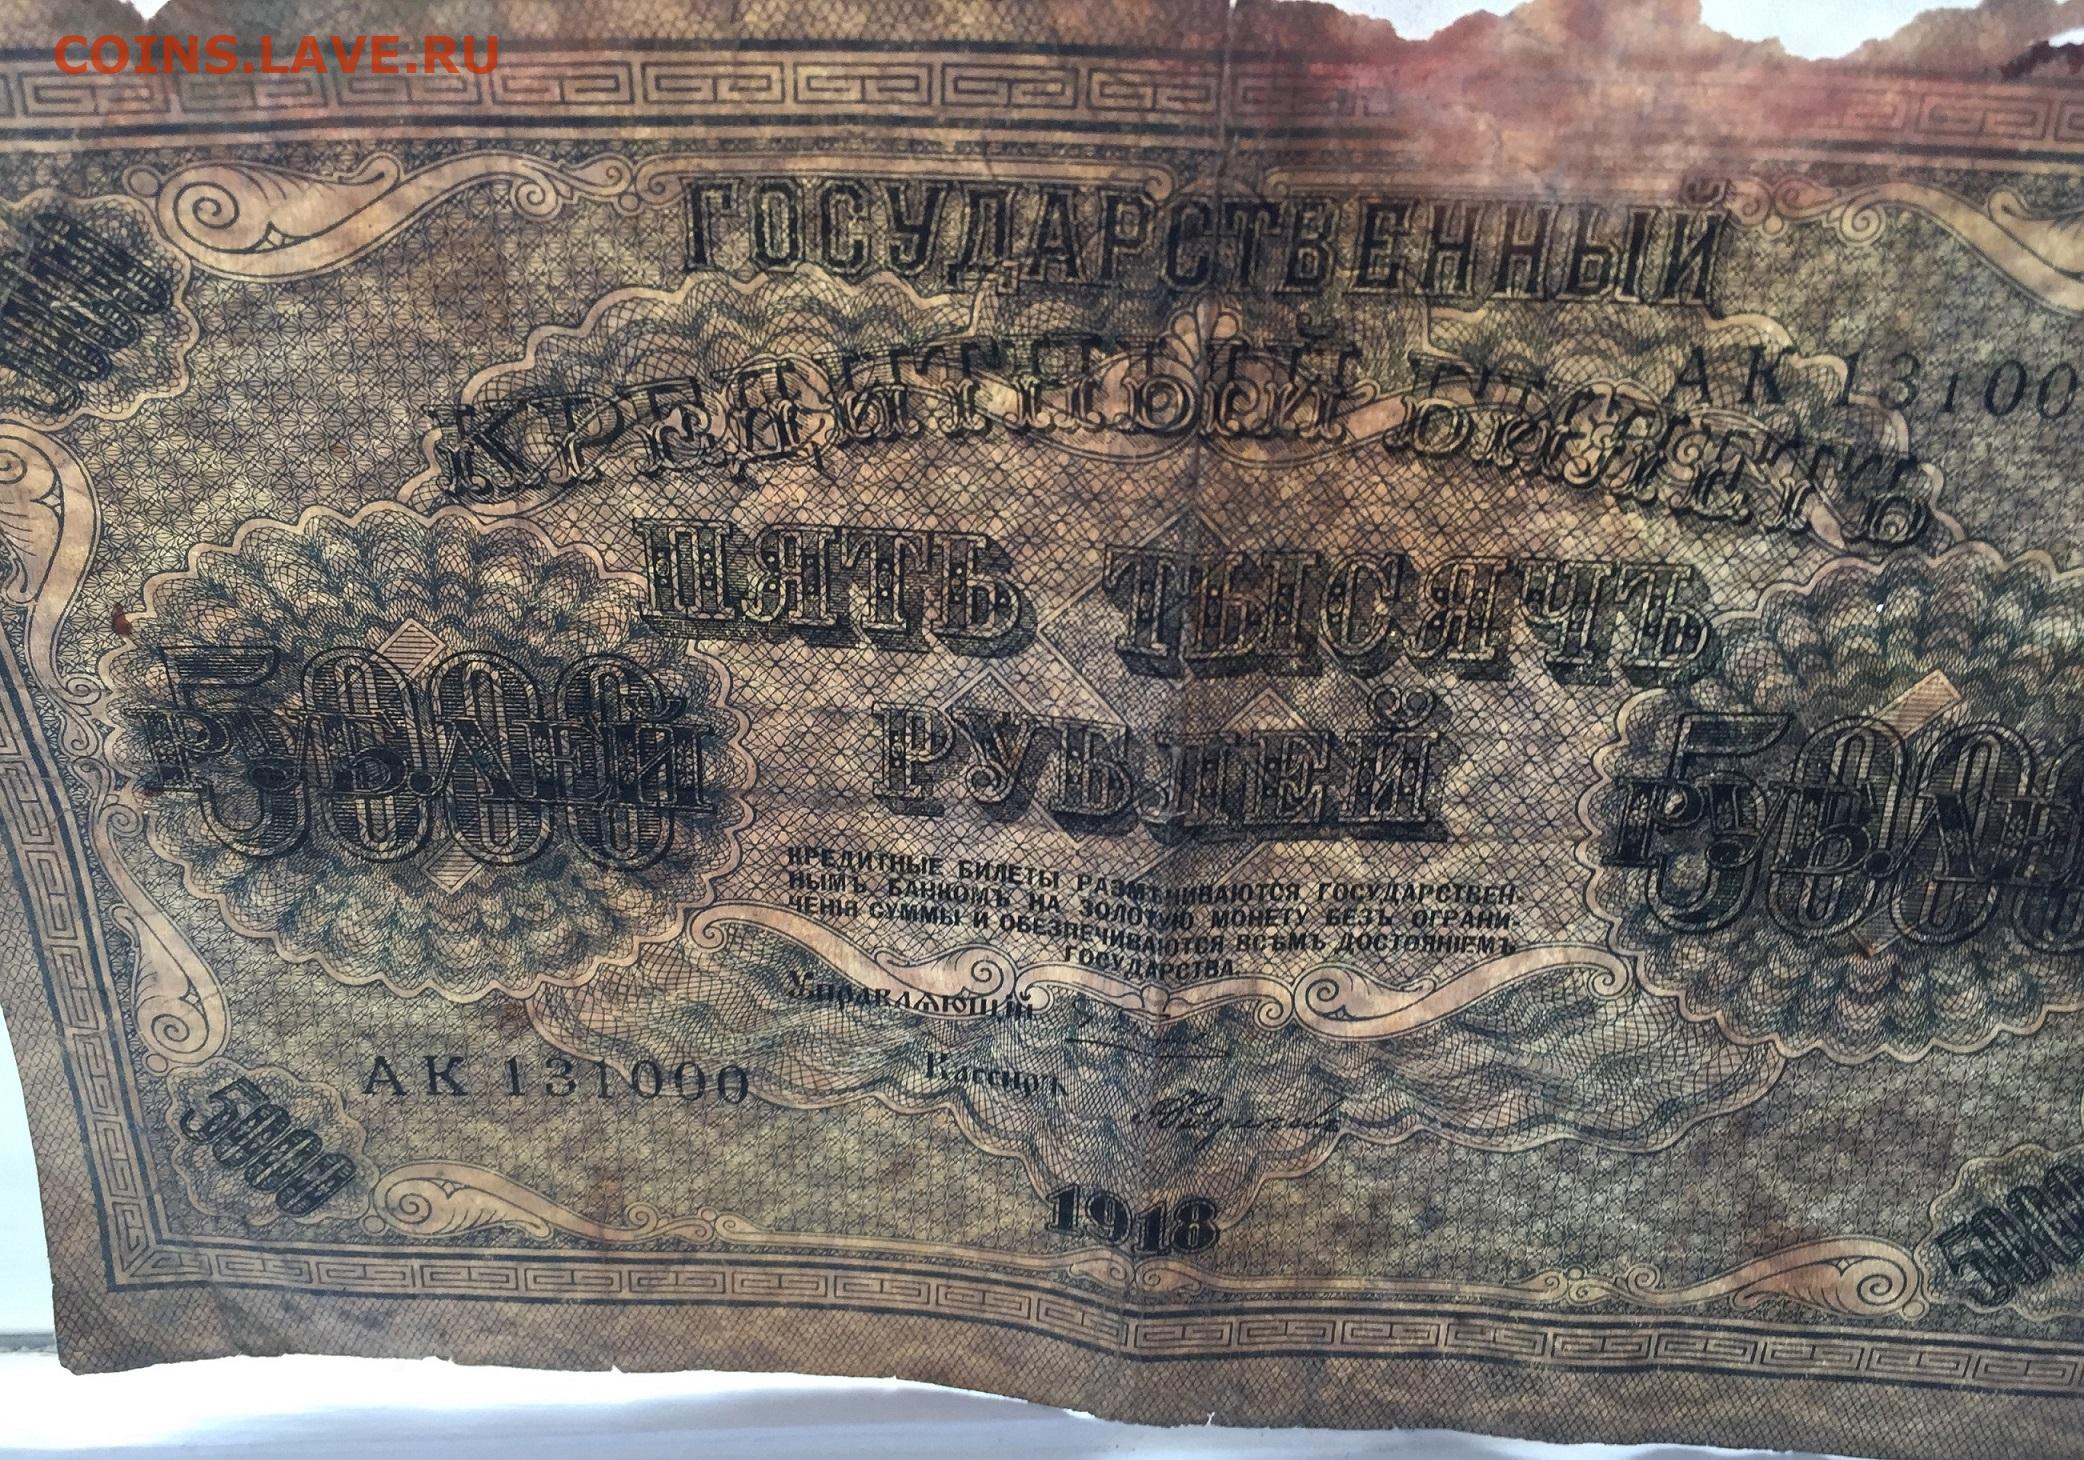 COINS.LAVE.RU
ГОСУДАРСТВЕННЫЙ
АК 13100
КРЕДИТНЫЙ БИЛЕТЪ
ПЯТЬ ТЫСЯЧЪ
5000 РУБЛЕЙ
РУБЛЕЙ
КРЕДИТНЫЕ БИЛЕТЫ РАЗМѢНИВАЮТСЯ ГОСУДАРСТВЕН-
НЫМЪ БАНКОМЪ НА ЗОЛОТУЮ МОНЕТУ БЕЗЪ ОГРАНИ-
ЧЕНІЯ СУММЫ И ОБЕЗПЕЧИВАЮТСЯ ВСѢМЪ ДОСТОЯНІЕМЪ
ГОСУДАРСТВА.
Управляющій
Кассиръ
АК 131000
5000
1918